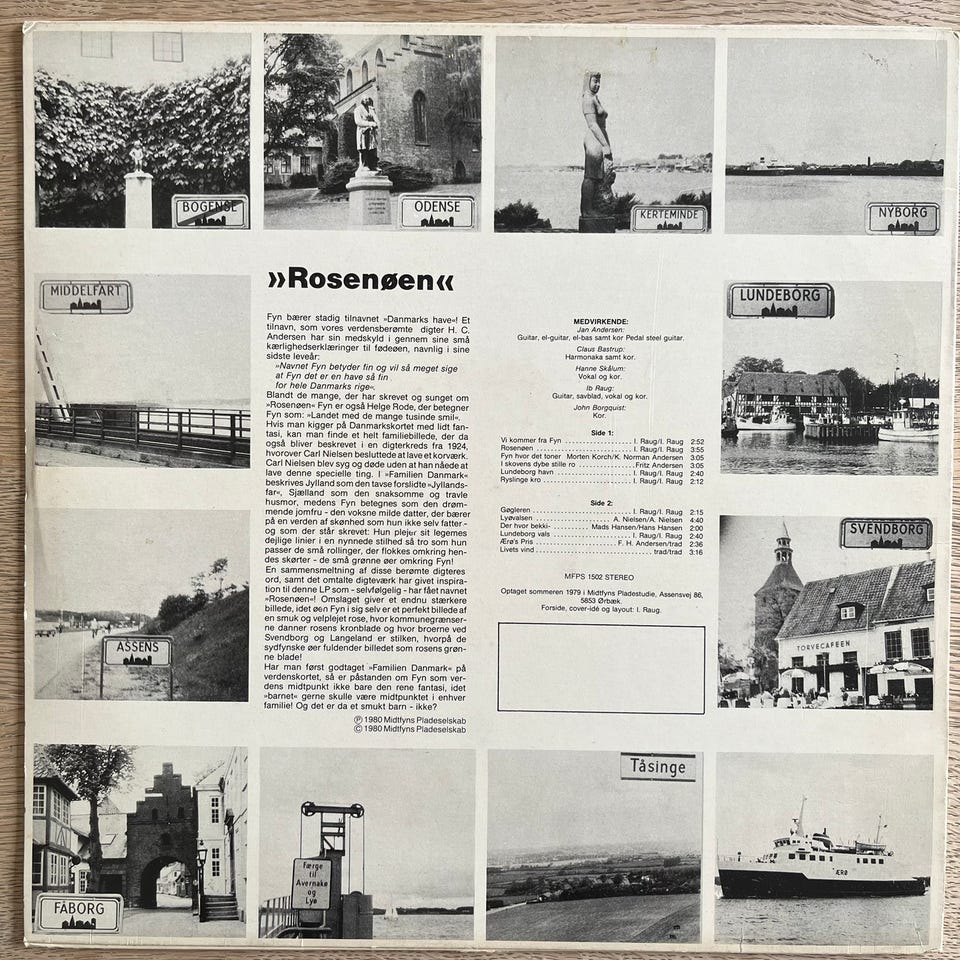 BOGENSE
ODENSE
KERTEMINDE
NYBORG
MIDDELFART
»Rosenøen«
Fyn bærer stadig tilnavnet »Danmarks have«! Et
tilnavn, som vores verdensberømte digter H. C.
Andersen har sin medskyld i gennem sine små
kærlighedserklæringer til fødeøen, navnlig i sine
sidste leveår:
»Navnet Fyn betyder fin og vil så meget sige
at Fyn det er en have så fin
for hele Danmarks rige«.
Blandt de mange, der har skrevet og sunget om
»Rosenøen« Fyn er også Helge Rode, der betegner
Fyn som: »Landet med de mange tusinde smil«.
Hvis man kigger på Danmarkskortet med lidt fan-
tasi, kan man finde et helt familiebillede, der da
også bliver beskrevet i en digterkreds fra 1924,
hvorover Carl Nielsen besluttede at lave et korværk.
Carl Nielsen blev syg og døde uden at han nåede at
lave denne specielle ting. I »Familien Danmark«
beskrives Jylland som den tavse forslidte »Jyllands-
far«, Sjælland som den snaksomme og travle
husmor, medens Fyn betegnes som den drøm-
mende jomfru - den voksne milde datter, der bærer
på en verden af skønhed som hun ikke selv fatter -
og som der står skrevet: Hun plejer sit legemes
dejlige linier i en nynnede stilhed så tro som hun
passer de små rollinger, der flokkes omkring hen-
des skørter - de små grønne øer omkring Fyn!
En sammensmeltning af disse berømte digteres
ord, samt det omtalte digteværk har givet inspira-
tion til denne LP som - selvfølgelig - har fået navnet
»Rosenøen«! Omslaget giver et endnu stærkere
billede, idet øen Fyn i sig selv er et perfekt billede af
en smuk og velplejet rose, hvor kommunegrænser-
ne danner rosens kronblade og hvor broerne ved
Svendborg og Langeland er stilken, hvorpå de
sydfynske øer fuldender billedet som rosens grøn-
ne blade!
Har man først godtaget »Familien Danmark« på
verdenskortet, så er påstanden om Fyn som ver-
dens midtpunkt ikke bare den rene fantasi, idet
»barnet« gerne skulle være midtpunktet i enhver
familie! Og det er da et smukt barn - ikke?
Ⓟ 1980 Midtfyns Pladeselskab
© 1980 Midtfyns Pladeselskab
MEDVIRKENDE:
Jan Andersen:
Guitar, el-guitar, el-bas samt kor Pedal steel guitar.
Claus Bastrup:
Harmonaka samt kor.
Hanne Skålum:
Vokal og kor.
Ib Raug:
Guitar, savblad, vokal og kor.
John Borgquist:
Kor.
Side 1:
Vi kommer fra Fyn I. Raug/I. Raug 2:52
Rosenøen I. Raug/I. Raug 3:55
Fyn hvor det toner Morten Korch/K. Norman Andersen 3:05
I skovens dybe stille ro Fritz Andersen 3:05
Lundeborg havn I. Raug/I. Raug 2:40
Ryslinge kro I. Raug/I. Raug 2:12
Side 2:
Gøgleren I. Raug/I. Raug 2:15
Lyøvalsen A. Nielsen/A. Nielsen 4:40
Der hvor bekki- Mads Hansen/Hans Hansen 2:00
Lundeborg vals I. Raug/I. Raug 2:40
Ærø's Pris F. H. Andersen/trad 2:36
Livets vind trad/trad 3:16
MFPS 1502 STEREO
Optaget sommeren 1979 i Midtfyns Pladestudie, Assensvej 86,
5853 Ørbæk.
Forside, cover-idé og layout: I. Raug.
LUNDEBORG
SVENDBORG
TORVECAFEEN
ASSENS
FÅBORG
Færge
til
Avernakø
og
Lyø
Tåsinge
ÆRØ